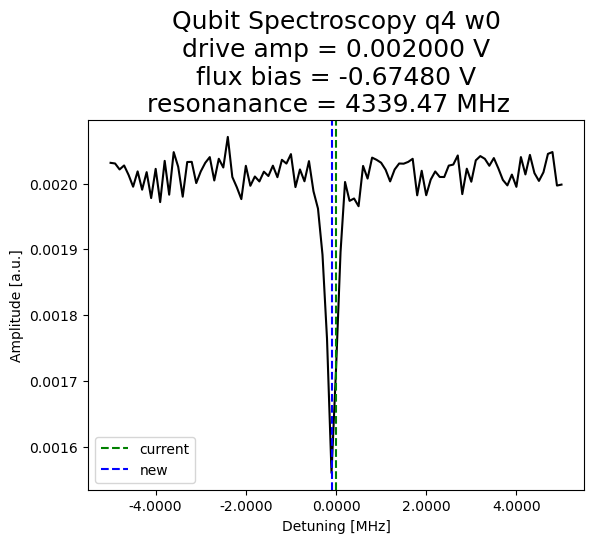 Qubit Spectroscopy q4 w0
drive amp = 0.002000 V
flux bias = -0.67480 V
resonanance = 4339.47 MHz
0.0020
0.0019
0.0018
0.0017
0.0016
Amplitude [a.u.]
current
new
-4.0000 -2.0000 0.0000 2.0000 4.0000
Detuning [MHz]